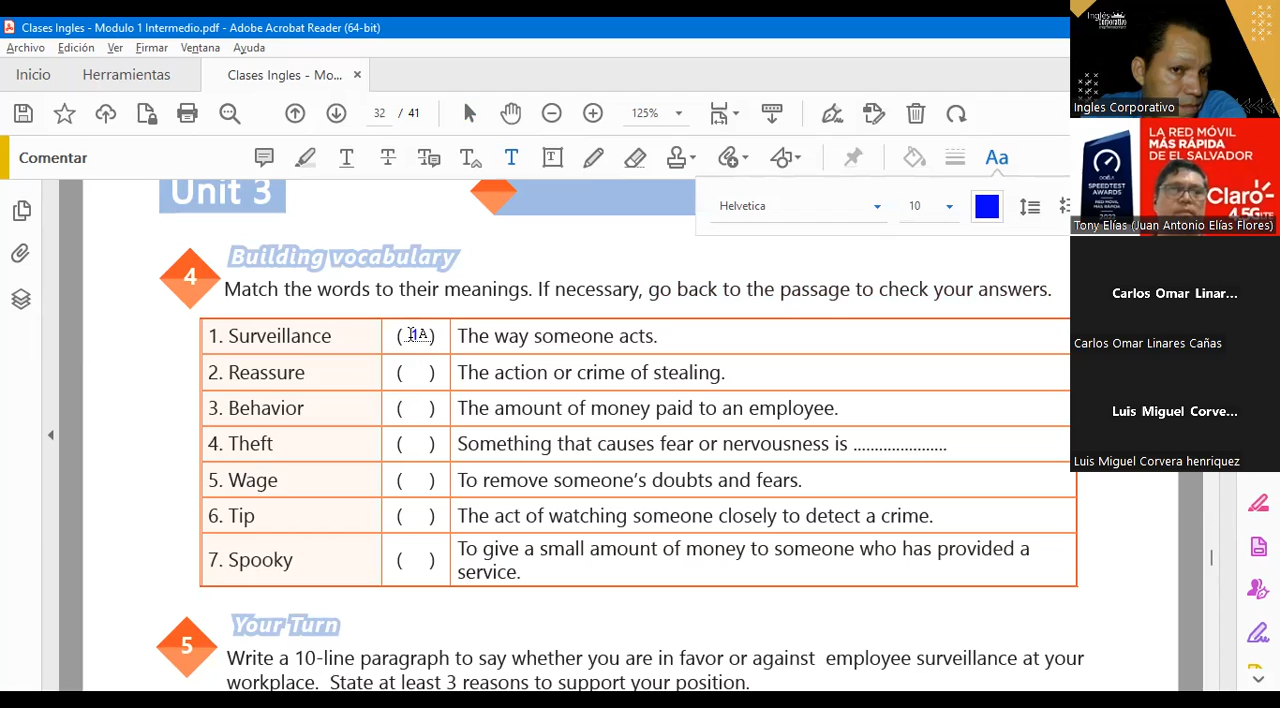 Clases Ingles - Modulo 1 Intermedio.pdf - Adobe Acrobat Reader (64-bit)
Archivo Edición Ver Firmar Ventana Ayuda
Inicio Herramientas Clases Ingles - Mo... ×
32 / 41 125%
Comentar
Helvetica 10
Unit 3
4 Building vocabulary
Match the words to their meanings. If necessary, go back to the passage to check your answers.
1. Surveillance ( 1 ) The way someone acts.
2. Reassure ( ) The action or crime of stealing.
3. Behavior ( ) The amount of money paid to an employee.
4. Theft ( ) Something that causes fear or nervousness is ......................
5. Wage ( ) To remove someone's doubts and fears.
6. Tip ( ) The act of watching someone closely to detect a crime.
7. Spooky ( ) To give a small amount of money to someone who has provided a
service.
5 Your Turn
Write a 10-line paragraph to say whether you are in favor or against employee surveillance at your
workplace. State at least 3 reasons to support your position.
Inglés
Corporativo
Ingles Corporativo
LA RED MÓVIL
MÁS RÁPIDA
DE EL SALVADOR
SPEEDTEST
AWARDS
Claro
4.5G LTE
Tony Elías (Juan Antonio Elías Flores)
Carlos Omar Linar...
Carlos Omar Linares Cañas
Luis Miguel Corve...
Luis Miguel Corvera henriquez